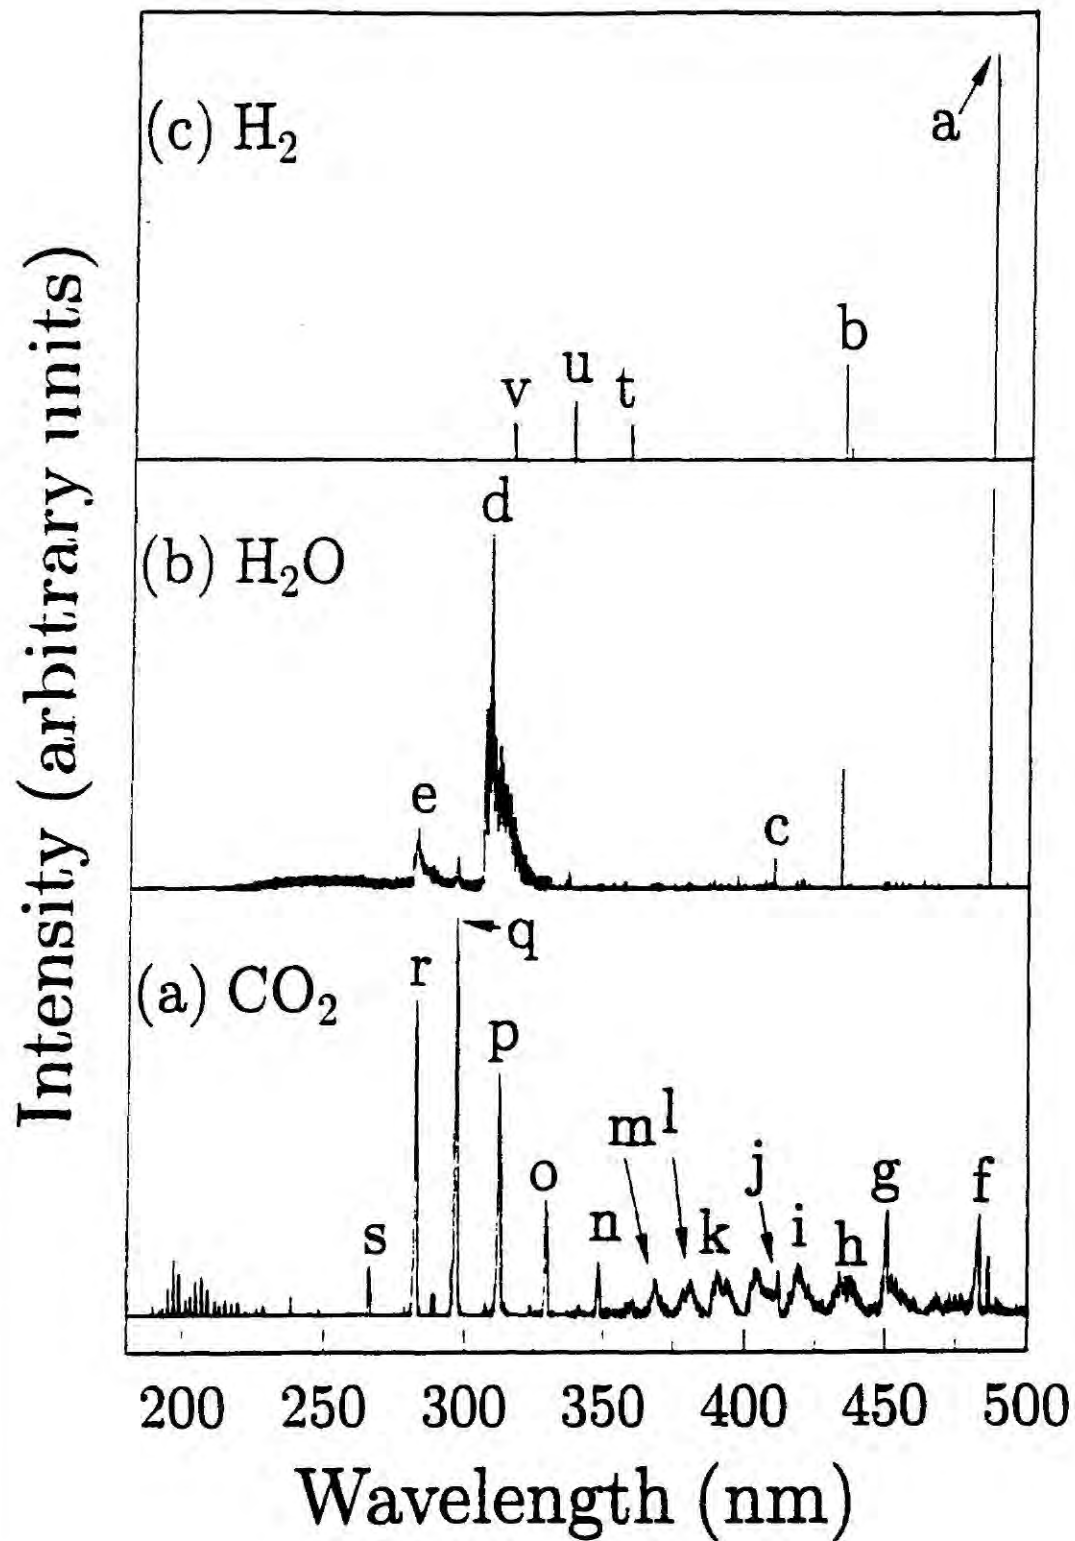 (c) H₂
a
b
v
u
t
(b) H₂O
d
e
c
(a) CO₂
q
r
p
s
o
n
m
l
k
j
i
h
g
f
200 250 300 350 400 450 500
Wavelength (nm)
Intensity (arbitrary units)